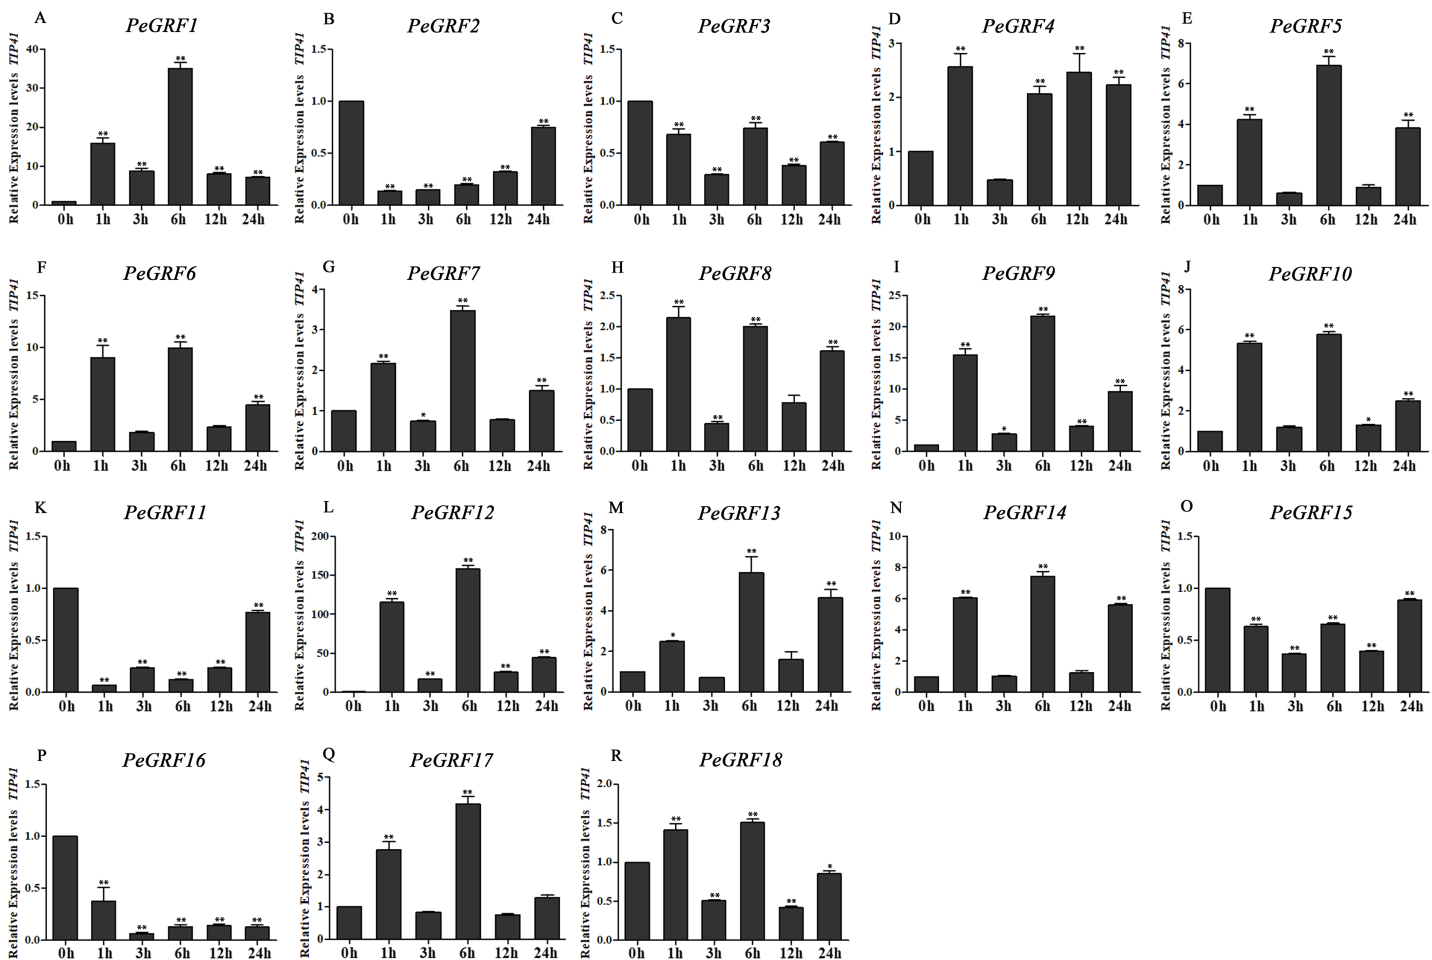 A PeGRF1
Relative Expression levels TIP41
40
30
20
10
0
** ** ** ** **
0h 1h 3h 6h 12h 24h
B PeGRF2
Relative Expression levels TIP41
1.5
1.0
0.5
0.0
** ** ** ** **
0h 1h 3h 6h 12h 24h
C PeGRF3
Relative Expression levels TIP41
1.5
1.0
0.5
0.0
** ** ** ** **
0h 1h 3h 6h 12h 24h
D PeGRF4
Relative Expression levels TIP41
3
2
1
0
** ** ** **
0h 1h 3h 6h 12h 24h
E PeGRF5
Relative Expression levels TIP41
8
6
4
2
0
** ** **
0h 1h 3h 6h 12h 24h
F PeGRF6
Relative Expression levels TIP41
15
10
5
0
** ** **
0h 1h 3h 6h 12h 24h
G PeGRF7
Relative Expression levels TIP41
4
3
2
1
0
** * ** **
0h 1h 3h 6h 12h 24h
H PeGRF8
Relative Expression levels TIP41
2.5
2.0
1.5
1.0
0.5
0.0
** ** ** **
0h 1h 3h 6h 12h 24h
I PeGRF9
Relative Expression levels TIP41
25
20
15
10
5
0
** * ** ** **
0h 1h 3h 6h 12h 24h
J PeGRF10
Relative Expression levels TIP41
8
6
4
2
0
** ** * **
0h 1h 3h 6h 12h 24h
K PeGRF11
Relative Expression levels TIP41
1.5
1.0
0.5
0.0
** ** ** ** **
0h 1h 3h 6h 12h 24h
L PeGRF12
Relative Expression levels TIP41
200
150
100
50
0
** ** ** ** **
0h 1h 3h 6h 12h 24h
M PeGRF13
Relative Expression levels TIP41
8
6
4
2
0
* ** **
0h 1h 3h 6h 12h 24h
N PeGRF14
Relative Expression levels TIP41
10
8
6
4
2
0
** ** **
0h 1h 3h 6h 12h 24h
O PeGRF15
Relative Expression levels TIP41
1.5
1.0
0.5
0.0
** ** ** ** **
0h 1h 3h 6h 12h 24h
P PeGRF16
Relative Expression levels TIP41
1.5
1.0
0.5
0.0
** ** ** ** **
0h 1h 3h 6h 12h 24h
Q PeGRF17
Relative Expression levels TIP41
5
4
3
2
1
0
** **
0h 1h 3h 6h 12h 24h
R PeGRF18
Relative Expression levels TIP41
2.0
1.5
1.0
0.5
0.0
** ** ** ** *
0h 1h 3h 6h 12h 24h